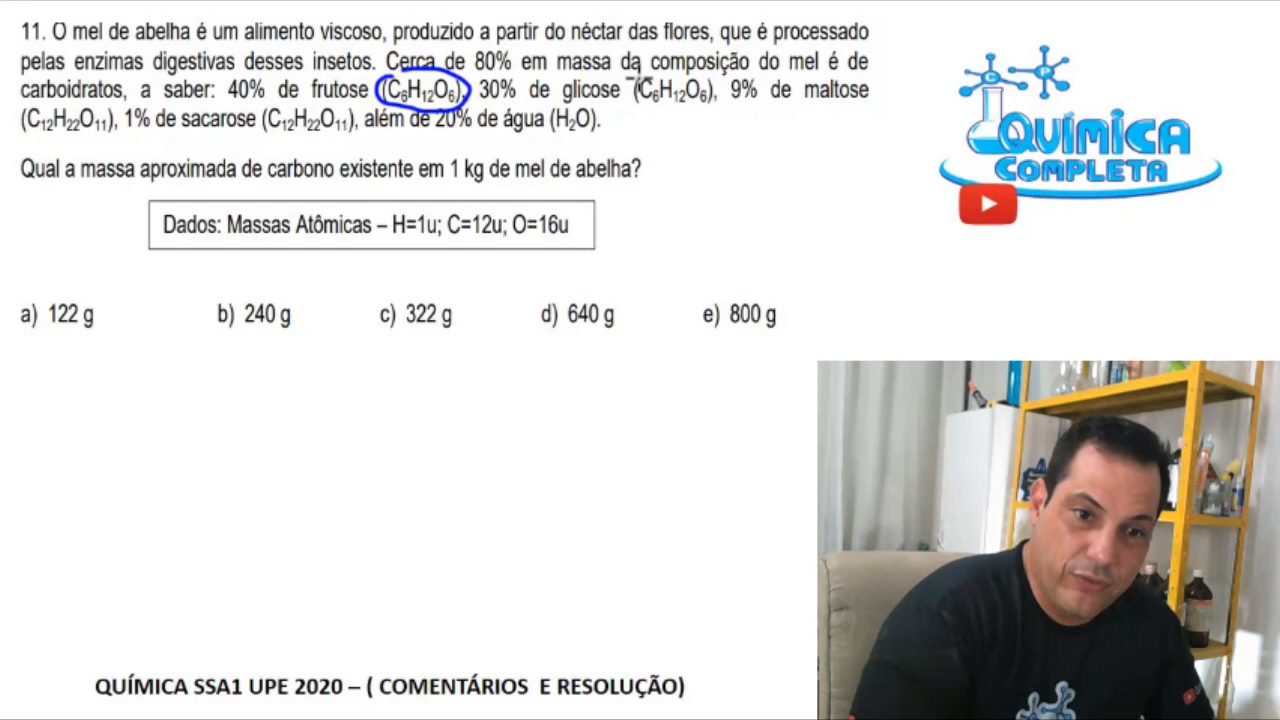 11. O mel de abelha é um alimento viscoso, produzido a partir do néctar das flores, que é processado
pelas enzimas digestivas desses insetos. Cerca de 80% em massa da composição do mel é de
carboidratos, a saber: 40% de frutose (C₆H₁₂O₆), 30% de glicose (C₆H₁₂O₆), 9% de maltose
(C₁₂H₂₂O₁₁), 1% de sacarose (C₁₂H₂₂O₁₁), além de 20% de água (H₂O).
Qual a massa aproximada de carbono existente em 1 kg de mel de abelha?
Dados: Massas Atômicas – H=1u; C=12u; O=16u
a) 122 g b) 240 g c) 322 g d) 640 g e) 800 g
C P
QUÍMICA
COMPLETA
QUÍMICA SSA1 UPE 2020 – ( COMENTÁRIOS E RESOLUÇÃO)